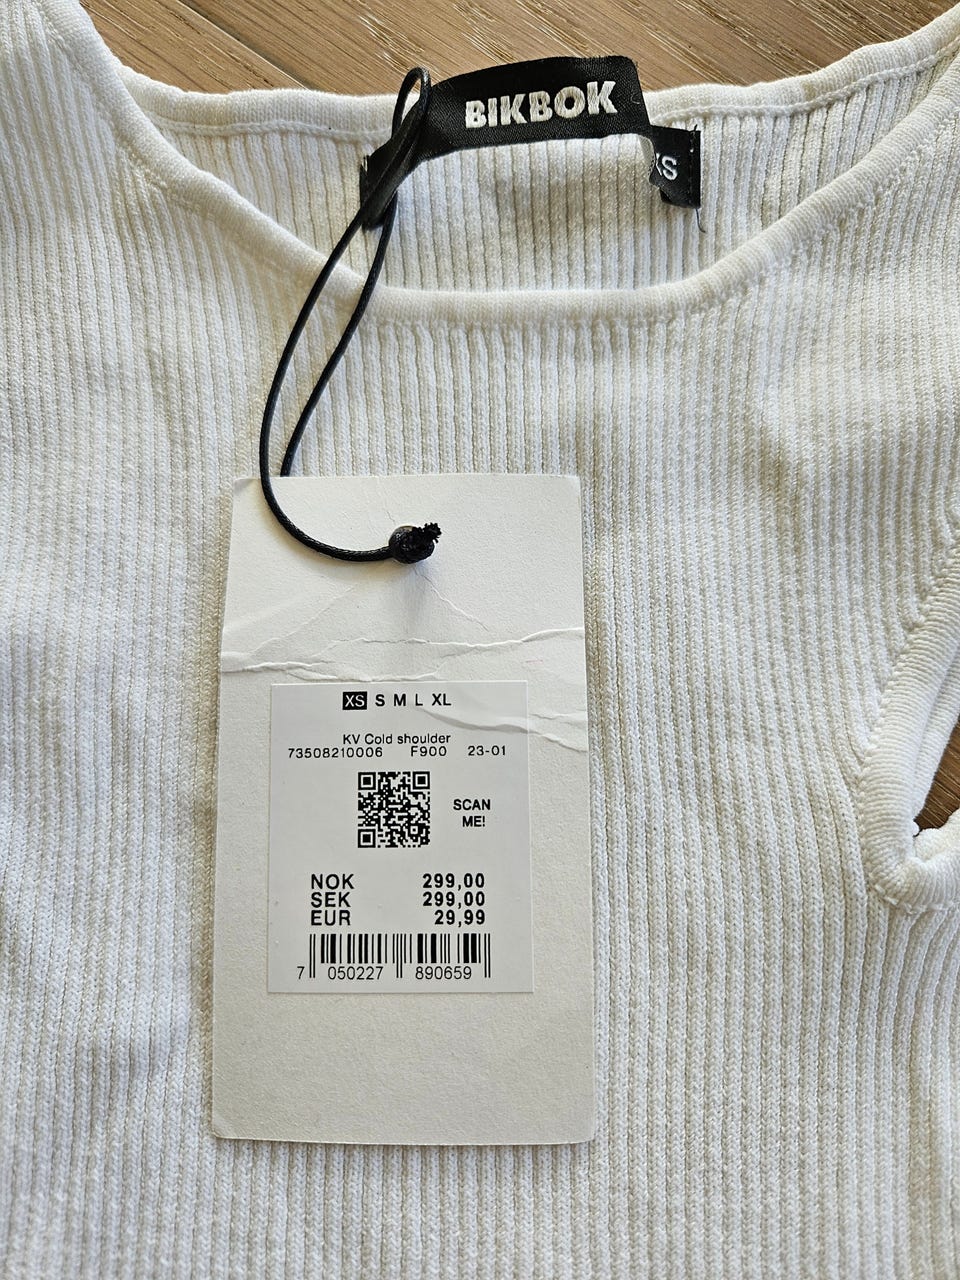 BIKBOK
XS
XS S M L XL
KV Cold shoulder
73508210006 F900 23-01
SCAN
ME!
NOK 299,00
SEK 299,00
EUR 29,99
7 050227 890659